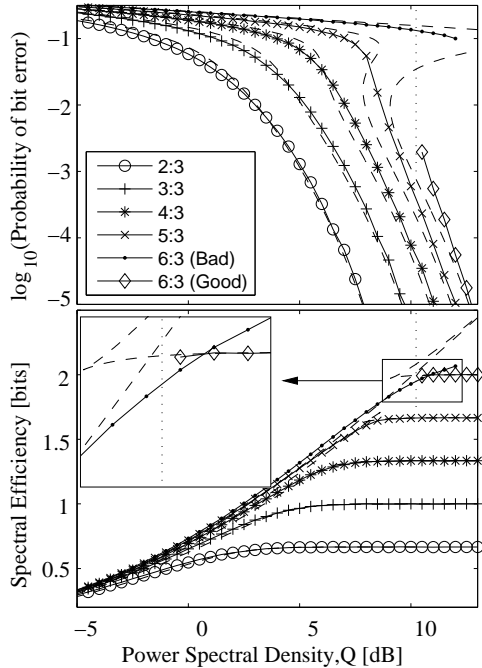 log10(Probability of bit error)
-1
-2
-3
-4
-5
2:3
3:3
4:3
5:3
6:3 (Bad)
6:3 (Good)
Spectral Efficiency [bits]
2
1.5
1
0.5
−5 0 5 10
Power Spectral Density,Q [dB]